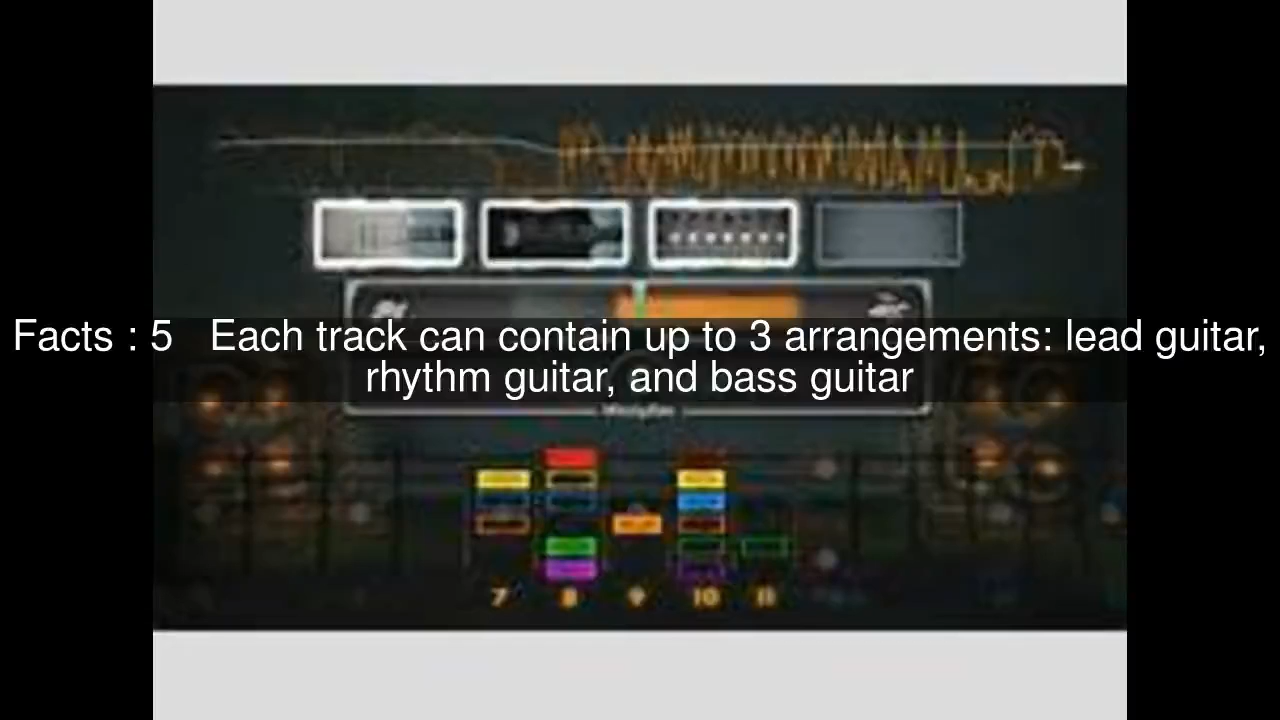 Facts : 5   Each track can contain up to 3 arrangements: lead guitar,
rhythm guitar, and bass guitar
7 8 9 10 11